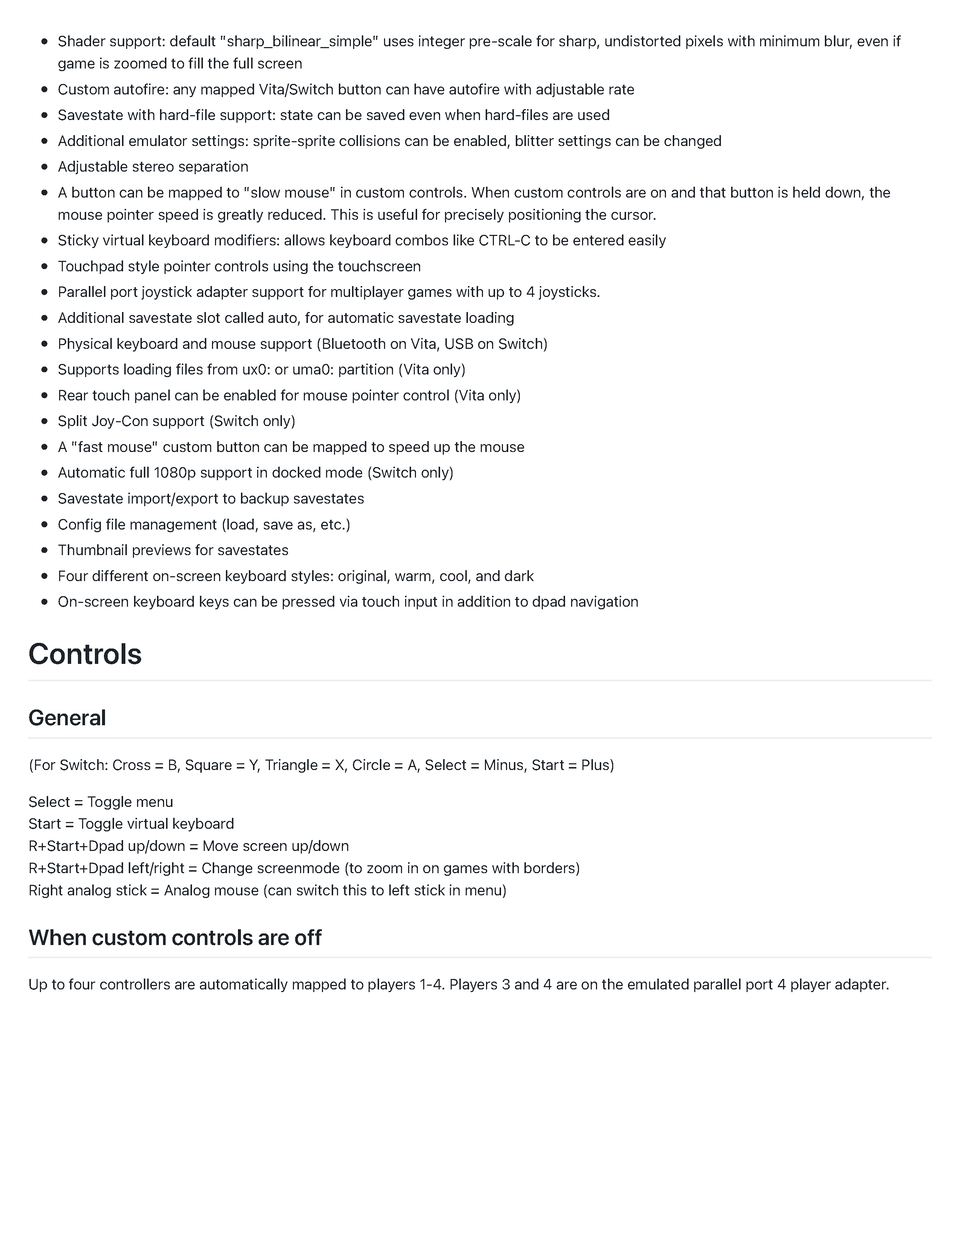 • Shader support: default "sharp_bilinear_simple" uses integer pre-scale for sharp, undistorted pixels with minimum blur, even if
game is zoomed to fill the full screen
• Custom autofire: any mapped Vita/Switch button can have autofire with adjustable rate
• Savestate with hard-file support: state can be saved even when hard-files are used
• Additional emulator settings: sprite-sprite collisions can be enabled, blitter settings can be changed
• Adjustable stereo separation
• A button can be mapped to "slow mouse" in custom controls. When custom controls are on and that button is held down, the
mouse pointer speed is greatly reduced. This is useful for precisely positioning the cursor.
• Sticky virtual keyboard modifiers: allows keyboard combos like CTRL-C to be entered easily
• Touchpad style pointer controls using the touchscreen
• Parallel port joystick adapter support for multiplayer games with up to 4 joysticks.
• Additional savestate slot called auto, for automatic savestate loading
• Physical keyboard and mouse support (Bluetooth on Vita, USB on Switch)
• Supports loading files from ux0: or uma0: partition (Vita only)
• Rear touch panel can be enabled for mouse pointer control (Vita only)
• Split Joy-Con support (Switch only)
• A "fast mouse" custom button can be mapped to speed up the mouse
• Automatic full 1080p support in docked mode (Switch only)
• Savestate import/export to backup savestates
• Config file management (load, save as, etc.)
• Thumbnail previews for savestates
• Four different on-screen keyboard styles: original, warm, cool, and dark
• On-screen keyboard keys can be pressed via touch input in addition to dpad navigation
Controls
General
(For Switch: Cross = B, Square = Y, Triangle = X, Circle = A, Select = Minus, Start = Plus)
Select = Toggle menu
Start = Toggle virtual keyboard
R+Start+Dpad up/down = Move screen up/down
R+Start+Dpad left/right = Change screenmode (to zoom in on games with borders)
Right analog stick = Analog mouse (can switch this to left stick in menu)
When custom controls are off
Up to four controllers are automatically mapped to players 1-4. Players 3 and 4 are on the emulated parallel port 4 player adapter.